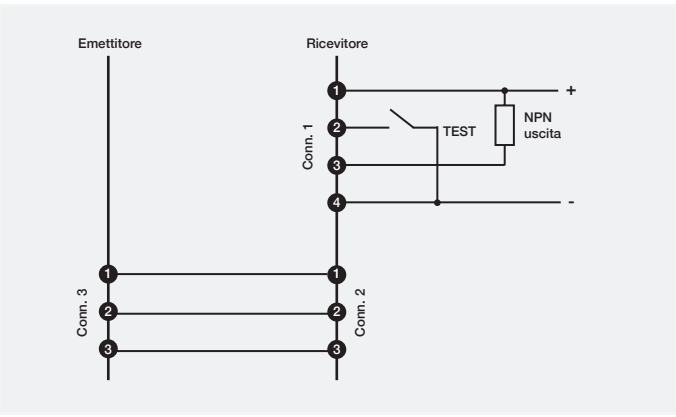 Emettitore
Ricevitore
1
+
2
TEST
NPN
uscita
Conn. 1
3
4
-
1
1
Conn. 3
2
2
Conn. 2
3
3